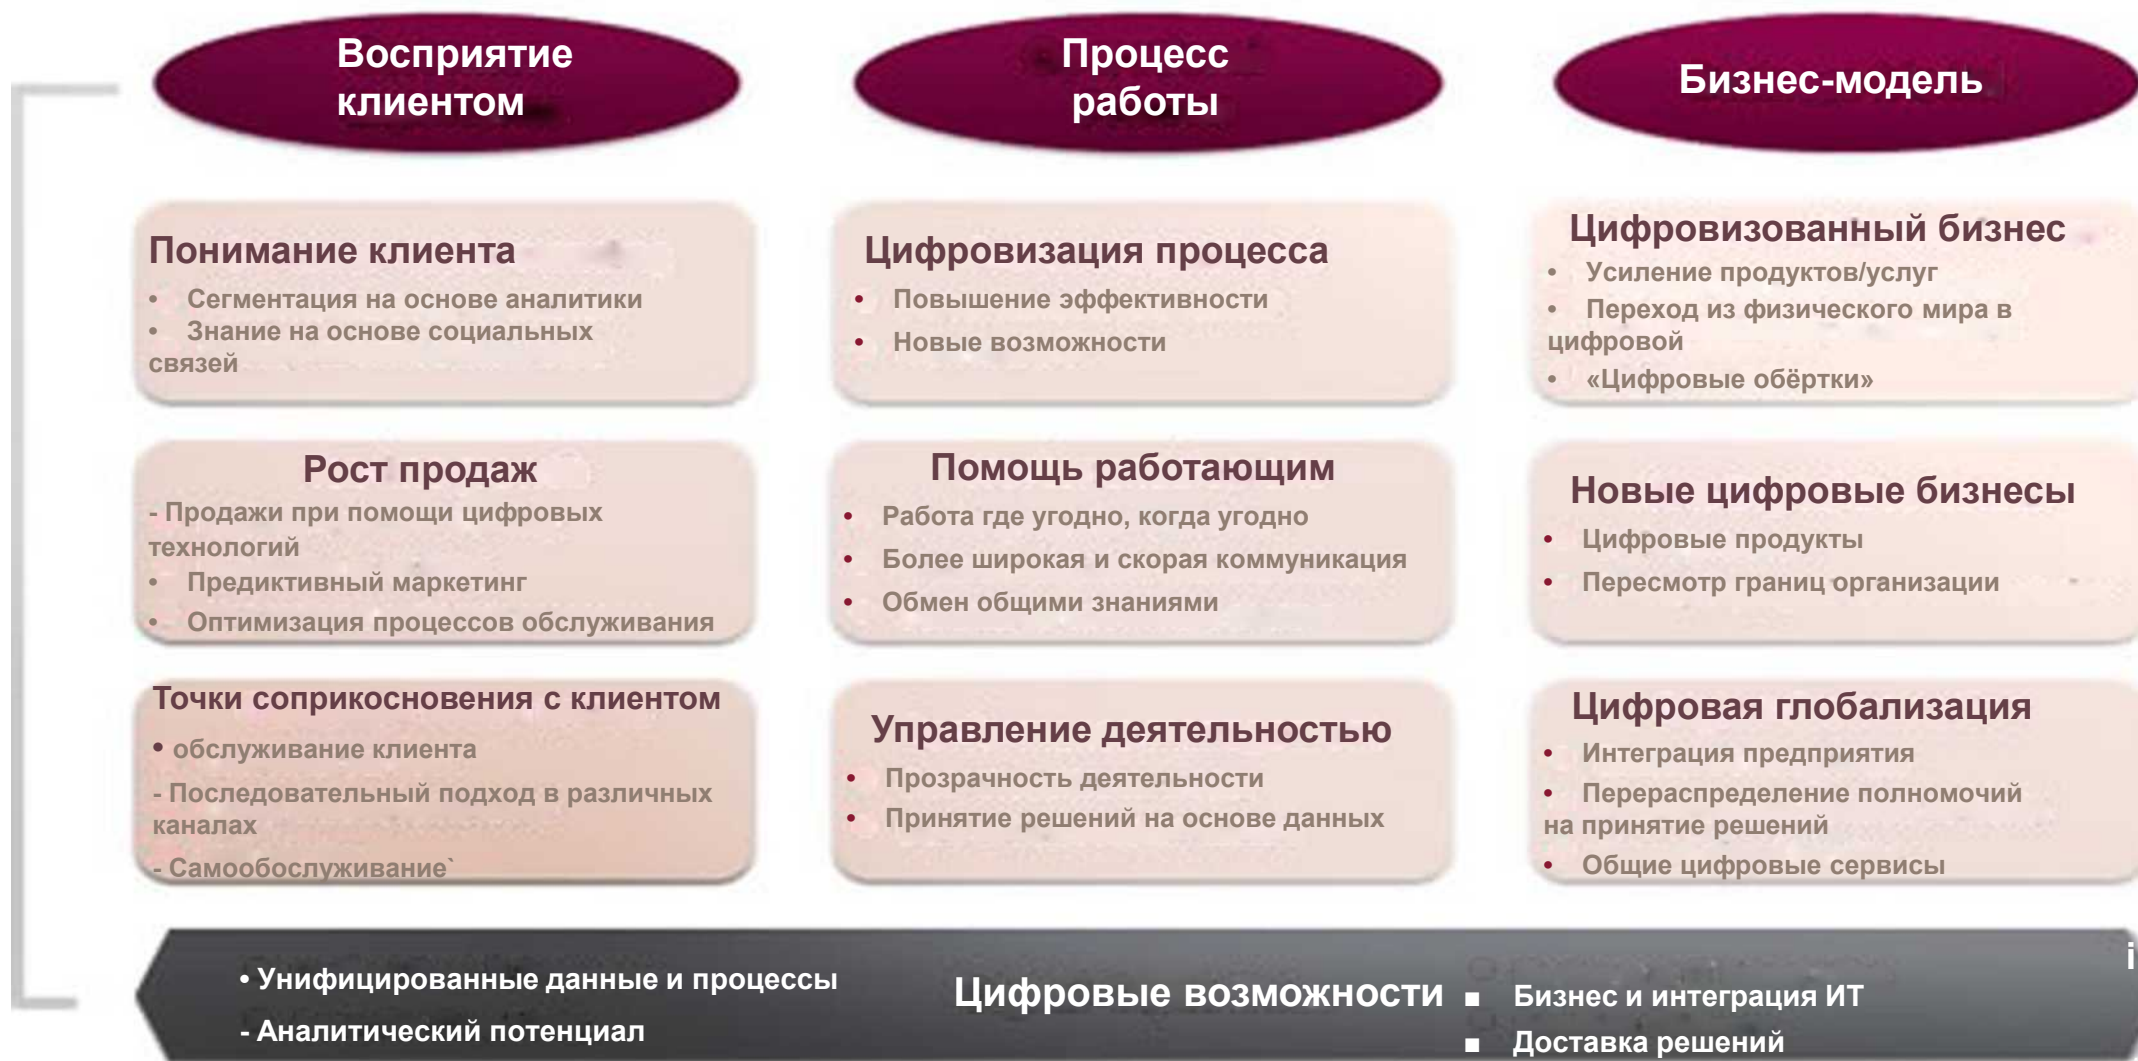 Восприятие
клиентом
Процесс
работы
Бизнес-модель
Понимание клиента
• Сегментация на основе аналитики
• Знание на основе социальных
связей
Цифровизация процесса
• Повышение эффективности
• Новые возможности
Цифровизованный бизнес
• Усиление продуктов/услуг
• Переход из физического мира в
цифровой
• «Цифровые обёртки»
Рост продаж
- Продажи при помощи цифровых
технологий
• Предиктивный маркетинг
• Оптимизация процессов обслуживания
Помощь работающим
• Работа где угодно, когда угодно
• Более широкая и скорая коммуникация
• Обмен общими знаниями
Новые цифровые бизнесы
• Цифровые продукты
• Пересмотр границ организации
Точки соприкосновения с клиентом
• обслуживание клиента
- Последовательный подход в различных
каналах
- Самообослуживание`
Управление деятельностью
• Прозрачность деятельности
• Принятие решений на основе данных
Цифровая глобализация
• Интеграция предприятия
• Перераспределение полномочий
на принятие решений
• Общие цифровые сервисы
• Унифицированные данные и процессы
- Аналитический потенциал
Цифровые возможности
■ Бизнес и интеграция ИТ
■ Доставка решений
i